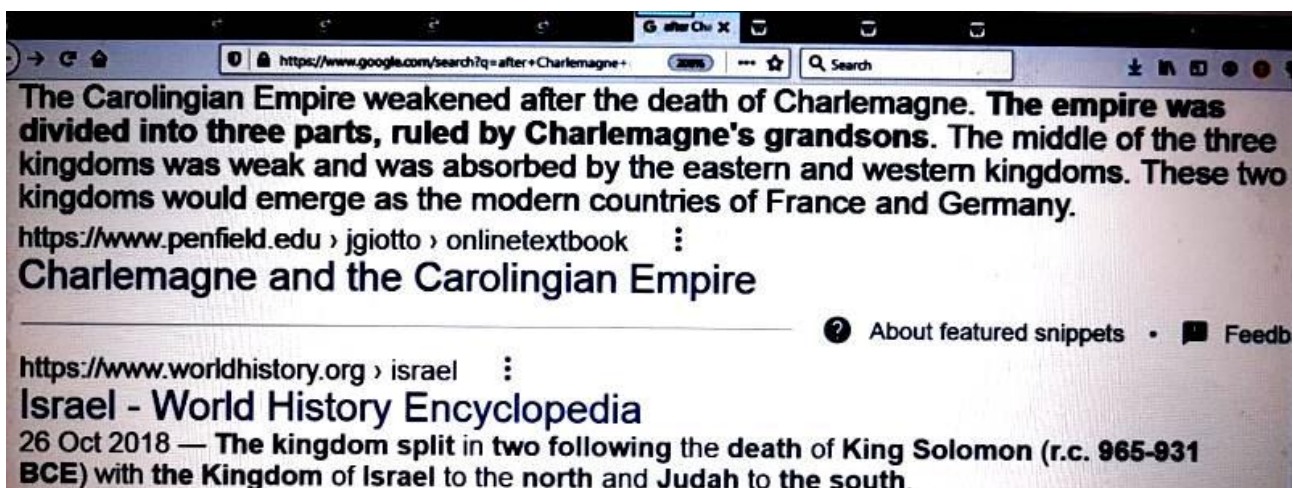 G after Ch
https://www.google.com/search?q=after+Charlemagne+
Search
The Carolingian Empire weakened after the death of Charlemagne. The empire was
divided into three parts, ruled by Charlemagne's grandsons. The middle of the three
kingdoms was weak and was absorbed by the eastern and western kingdoms. These two
kingdoms would emerge as the modern countries of France and Germany.
https://www.penfield.edu › jgiotto › onlinetextbook
Charlemagne and the Carolingian Empire
About featured snippets • Feedb
https://www.worldhistory.org › israel
Israel - World History Encyclopedia
26 Oct 2018 — The kingdom split in two following the death of King Solomon (r.c. 965-931
BCE) with the Kingdom of Israel to the north and Judah to the south.